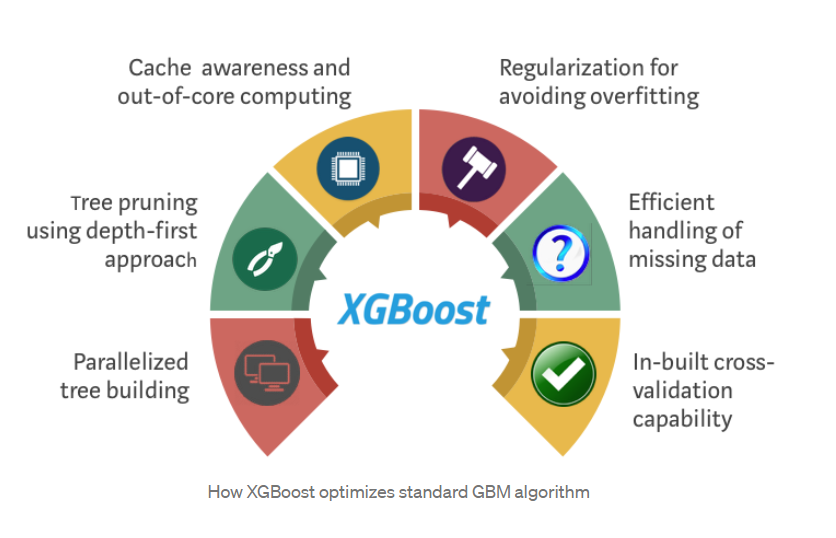 Cache awareness and
out-of-core computing
Regularization for
avoiding overfitting
Tree pruning
using depth-first
approach
Efficient
handling of
missing data
XGBoost
Parallelized
tree building
In-built cross-
validation
capability
How XGBoost optimizes standard GBM algorithm